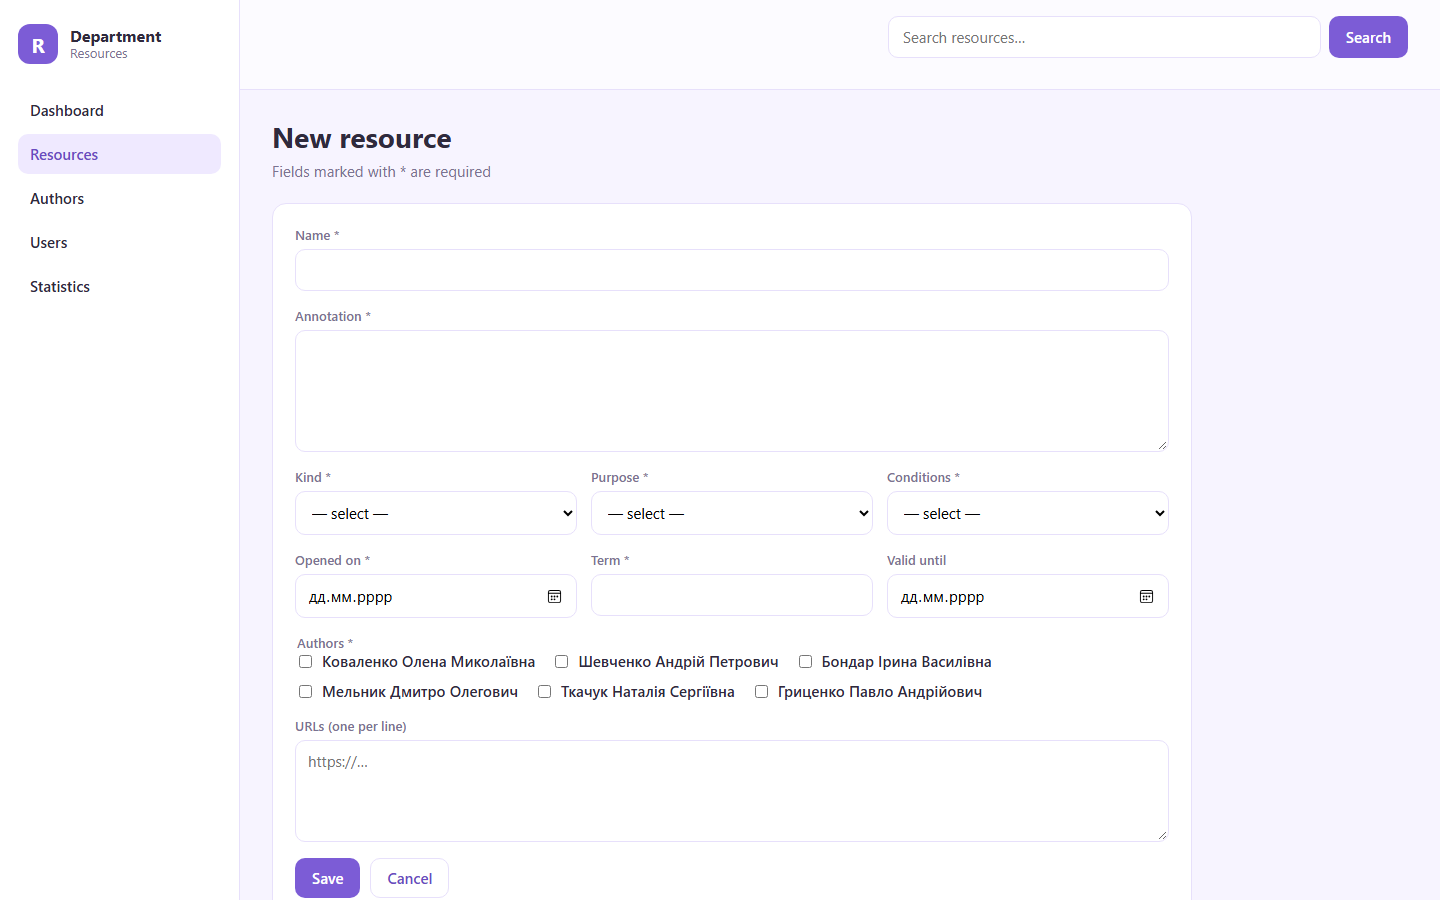 R
Department
Resources
Search resources...
Search
Dashboard
Resources
Authors
Users
Statistics
New resource
Fields marked with * are required
Name *
Annotation *
Kind *
Purpose *
Conditions *
— select —
— select —
— select —
Opened on *
Term *
Valid until
дд.мм.рррр
дд.мм.рррр
Authors *
Коваленко Олена Миколаївна
Шевченко Андрій Петрович
Бондар Ірина Василівна
Мельник Дмитро Олегович
Ткачук Наталія Сергіївна
Гриценко Павло Андрійович
URLs (one per line)
https://...
Save
Cancel